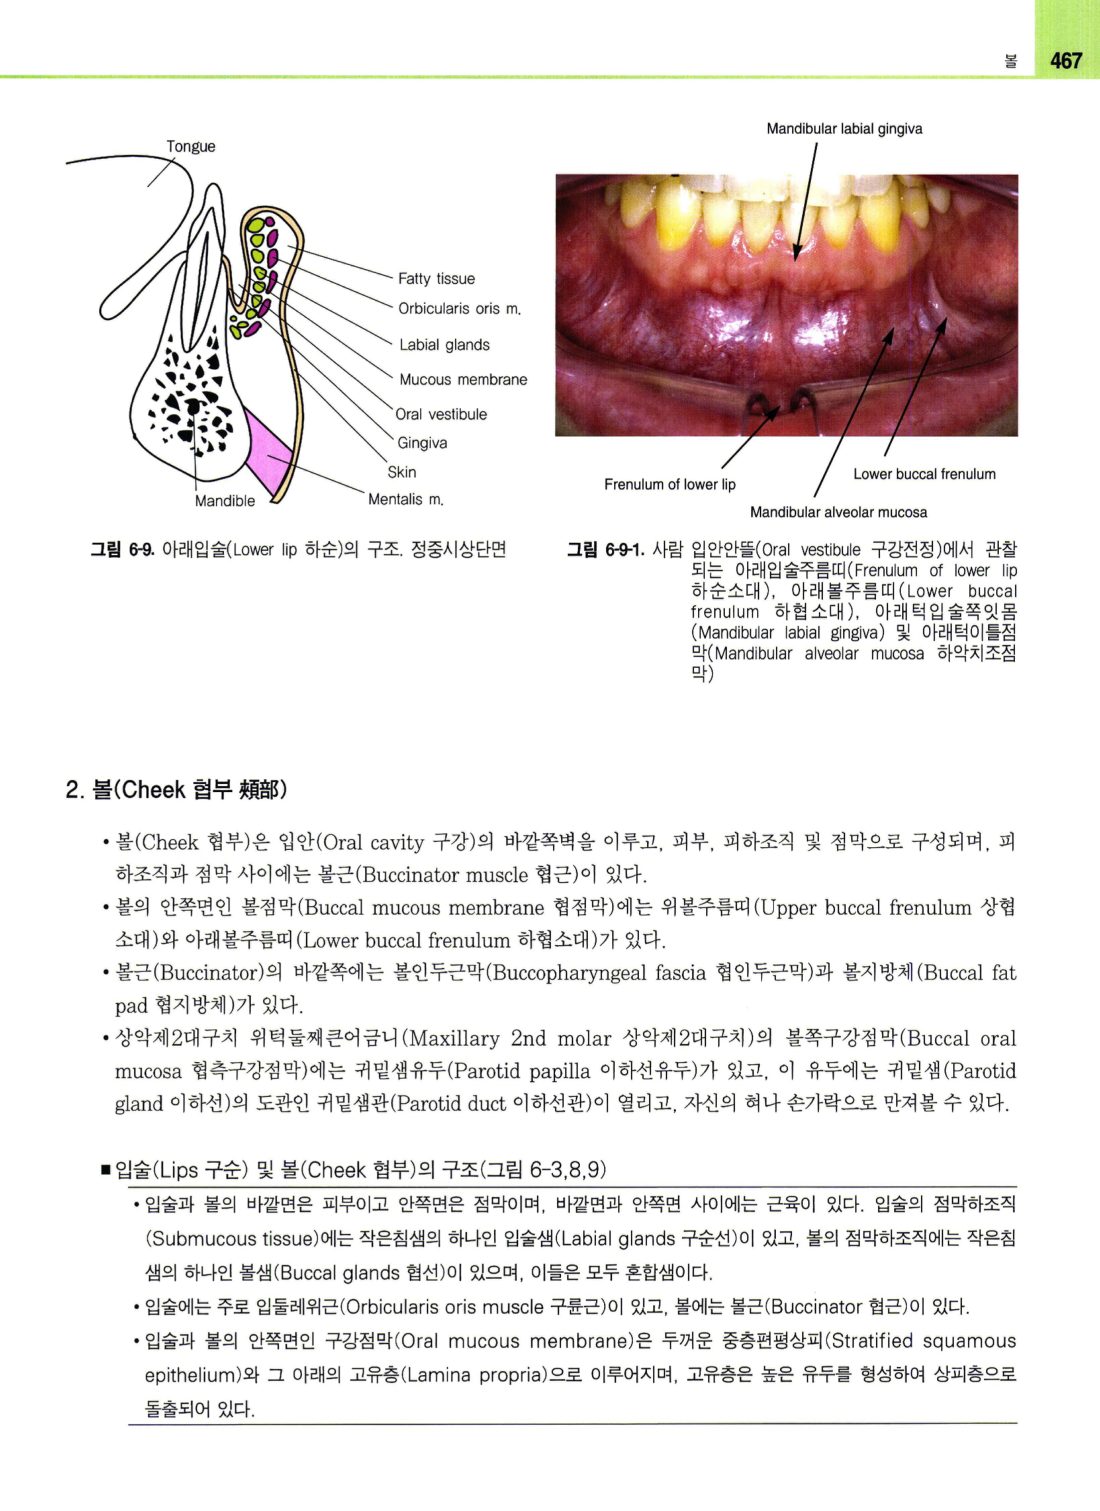 볼 467
Tongue
Fatty tissue
Orbicularis oris m.
Labial glands
Mucous membrane
Oral vestibule
Gingiva
Skin
Mentalis m.
Mandible
그림 6-9. 아래입술(Lower lip 하순)의 구조. 정중시상단면
Mandibular labial gingiva
Lower buccal frenulum
Frenulum of lower lip
Mandibular alveolar mucosa
그림 6-9-1. 사람 입안안뜰(Oral vestibule 구강전정)에서 관찰
되는 아래입술주름띠(Frenulum of lower lip
하순소대), 아래볼주름띠(Lower buccal
frenulum 하협소대), 아래턱입술쪽잇몸
(Mandibular labial gingiva) 및 아래턱이틀점
막(Mandibular alveolar mucosa 하악치조점
막)
2. 볼(Cheek 협부 頰部)
• 볼(Cheek 협부)은 입안(Oral cavity 구강)의 바깥쪽벽을 이루고, 피부, 피하조직 및 점막으로 구성되며, 피
하조직과 점막 사이에는 볼근(Buccinator muscle 협근)이 있다.
• 볼의 안쪽면인 볼점막(Buccal mucous membrane 협점막)에는 위볼주름띠(Upper buccal frenulum 상협
소대)와 아래볼주름띠(Lower buccal frenulum 하협소대)가 있다.
• 볼근(Buccinator)의 바깥쪽에는 볼인두근막(Buccopharyngeal fascia 협인두근막)과 볼지방체(Buccal fat
pad 협지방체)가 있다.
• 상악제2대구치 위턱둘째큰어금니(Maxillary 2nd molar 상악제2대구치)의 볼쪽구강점막(Buccal oral
mucosa 협측구강점막)에는 귀밑샘유두(Parotid papilla 이하선유두)가 있고, 이 유두에는 귀밑샘(Parotid
gland 이하선)의 도관인 귀밑샘관(Parotid duct 이하선관)이 열리고, 자신의 혀나 손가락으로 만져볼 수 있다.
■ 입술(Lips 구순) 및 볼(Cheek 협부)의 구조(그림 6-3,8,9)
• 입술과 볼의 바깥면은 피부이고 안쪽면은 점막이며, 바깥면과 안쪽면 사이에는 근육이 있다. 입술의 점막하조직
(Submucous tissue)에는 작은침샘의 하나인 입술샘(Labial glands 구순선)이 있고, 볼의 점막하조직에는 작은침
샘의 하나인 볼샘(Buccal glands 협선)이 있으며, 이들은 모두 혼합샘이다.
• 입술에는 주로 입둘레위근(Orbicularis oris muscle 구륜근)이 있고, 볼에는 볼근(Buccinator 협근)이 있다.
• 입술과 볼의 안쪽면인 구강점막(Oral mucous membrane)은 두꺼운 중층편평상피(Stratified squamous
epithelium)와 그 아래의 고유층(Lamina propria)으로 이루어지며, 고유층은 높은 유두를 형성하여 상피층으로
돌출되어 있다.